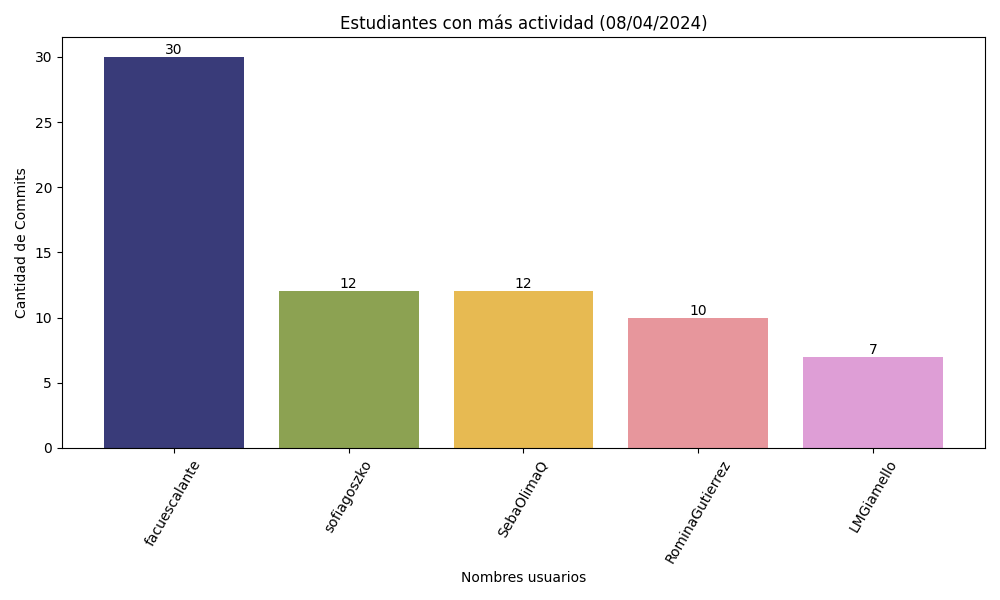 Estudiantes con más actividad (08/04/2024)
Cantidad de Commits
30
25
20
15
10
5
0
30
12
12
10
7
facuescalante
sofiagoszko
SebaOlimaQ
RominaGutierrez
LMGiamello
Nombres usuarios